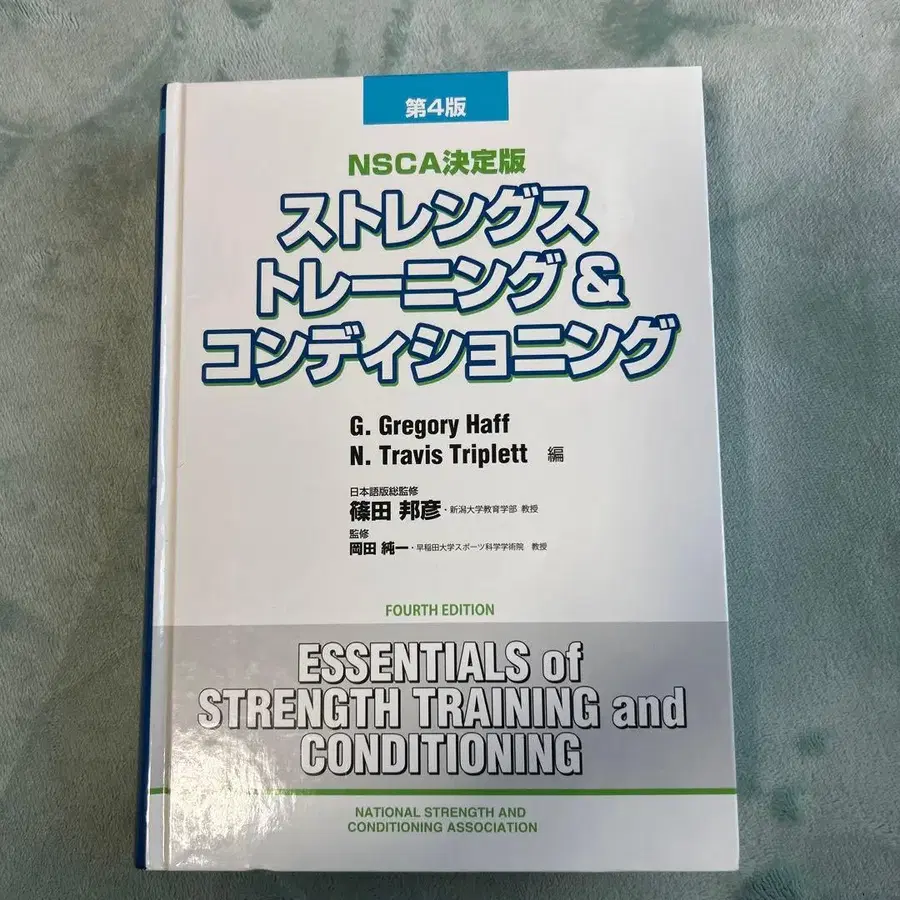 第4版
NSCA決定版
ストレングス
トレーニング&
コンディショニング
G. Gregory Haff
N. Travis Triplett 編
日本語版総監修
篠田 邦彦・新潟大学教育学部 教授
監修
岡田 純一・早稲田大学スポーツ科学学術院 教授
FOURTH EDITION
ESSENTIALS of
STRENGTH TRAINING and
CONDITIONING
NATIONAL STRENGTH AND
CONDITIONING ASSOCIATION